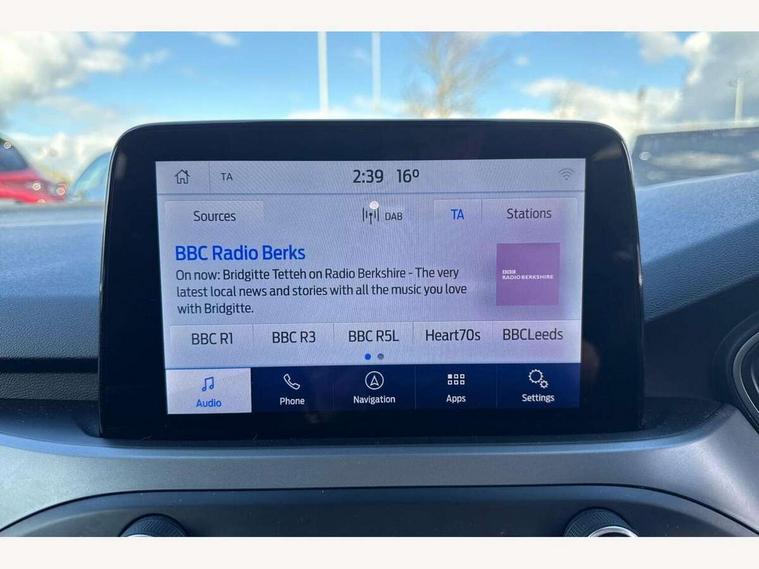 TA 2:39 16º
Sources DAB TA Stations
BBC Radio Berks
On now: Bridgitte Tetteh on Radio Berkshire - The very
latest local news and stories with all the music you love
with Bridgitte.
BBC
RADIO BERKSHIRE
BBC R1 BBC R3 BBC R5L Heart70s BBCLeeds
Audio Phone Navigation Apps Settings